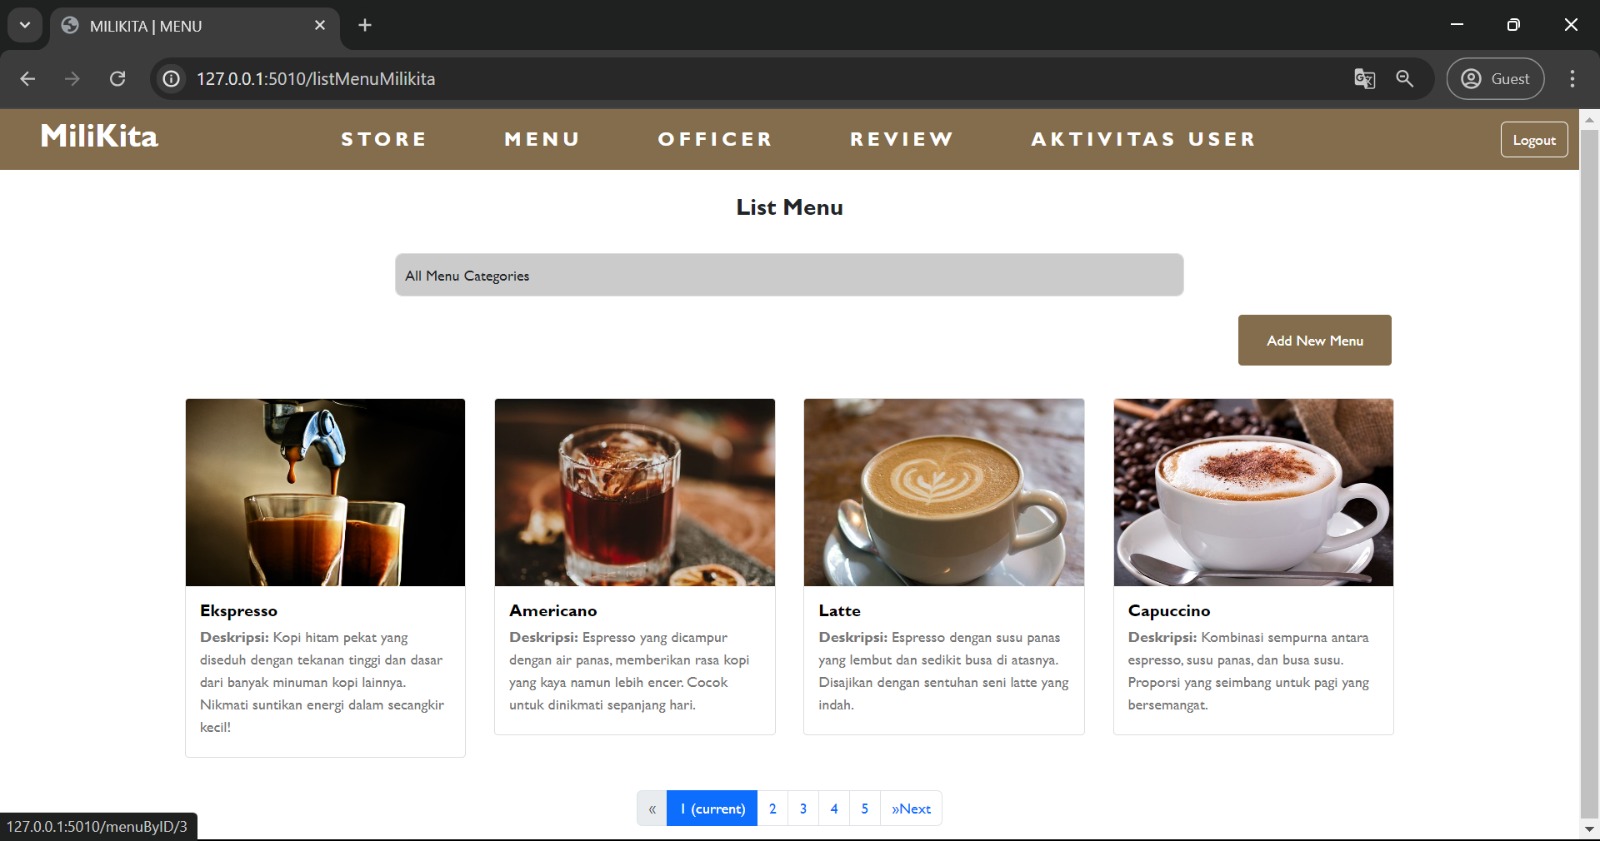 MILIKITA | MENU
127.0.0.1:5010/listMenuMilikita
Guest
MiliKita
STORE
MENU
OFFICER
REVIEW
AKTIVITAS USER
Logout
List Menu
All Menu Categories
Add New Menu
Ekspresso
Deskripsi: Kopi hitam pekat yang
diseduh dengan tekanan tinggi dan dasar
dari banyak minuman kopi lainnya.
Nikmati suntikan energi dalam secangkir
kecil!
Americano
Deskripsi: Espresso yang dicampur
dengan air panas, memberikan rasa kopi
yang kaya namun lebih encer. Cocok
untuk dinikmati sepanjang hari.
Latte
Deskripsi: Espresso dengan susu panas
yang lembut dan sedikit busa di atasnya.
Disajikan dengan sentuhan seni latte yang
indah.
Capuccino
Deskripsi: Kombinasi sempurna antara
espresso, susu panas, dan busa susu.
Proporsi yang seimbang untuk pagi yang
bersemangat.
« 1 (current) 2 3 4 5 »Next
127.0.0.1:5010/menuByID/3